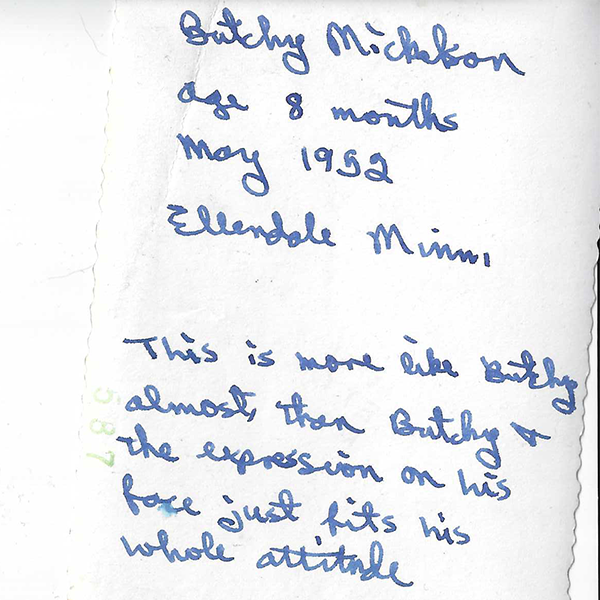 Butchy Mickelson
age 8 months
May 1952
Ellendale Minn,
This is more like Butchy
almost, than Butchy &
the expression on his
face just fits his
whole attitude
587